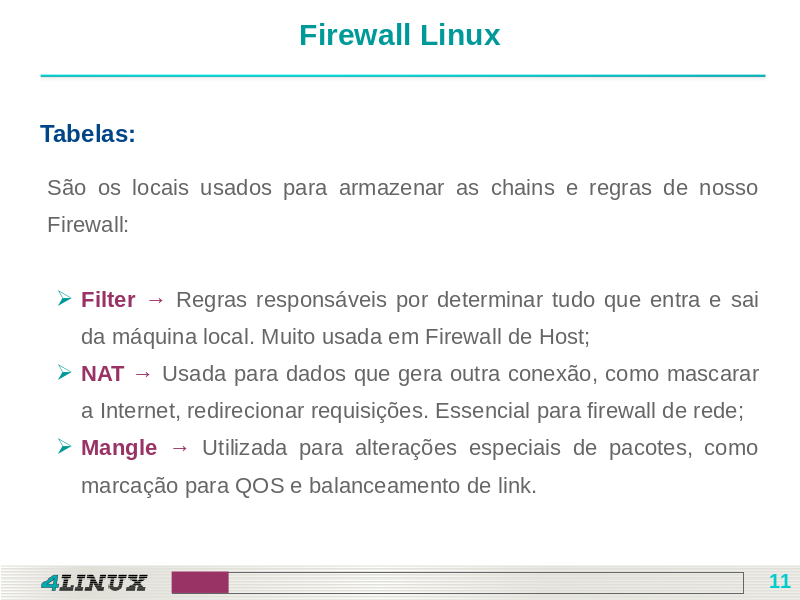 Firewall Linux
Tabelas:
São os locais usados para armazenar as chains e regras de nosso
Firewall:
Filter → Regras responsáveis por determinar tudo que entra e sai
da máquina local. Muito usada em Firewall de Host;
NAT → Usada para dados que gera outra conexão, como mascarar
a Internet, redirecionar requisições. Essencial para firewall de rede;
Mangle → Utilizada para alterações especiais de pacotes, como
marcação para QOS e balanceamento de link.
4LINUX
11